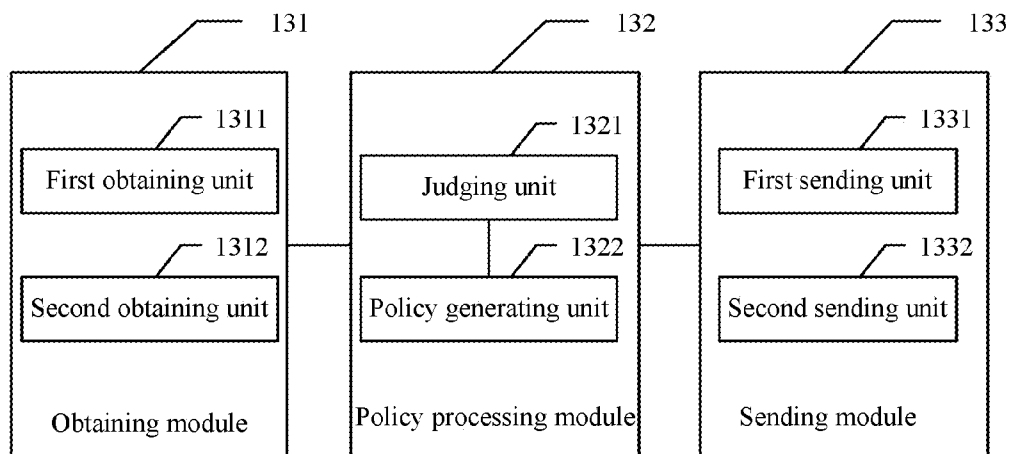 131
132
133
1311
1321
1331
First obtaining unit
Judging unit
First sending unit
1312
1322
1332
Second obtaining unit
Policy generating unit
Second sending unit
Obtaining module
Policy processing module
Sending module